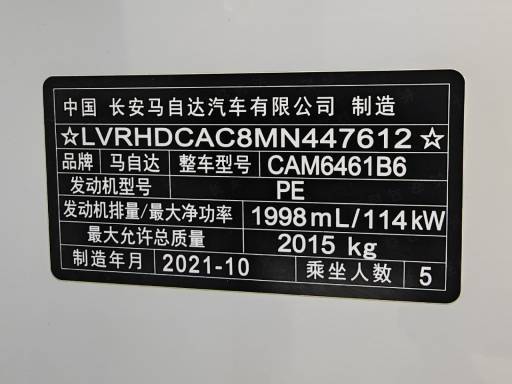 中国 长安马自达汽车有限公司 制造
☆LVRHDCAC8MN447612☆
品牌 马自达 整车型号 CAM6461B6
发动机型号 PE
发动机排量/最大净功率 1998mL/114kW
最大允许总质量 2015 kg
制造年月 2021-10 乘坐人数 5